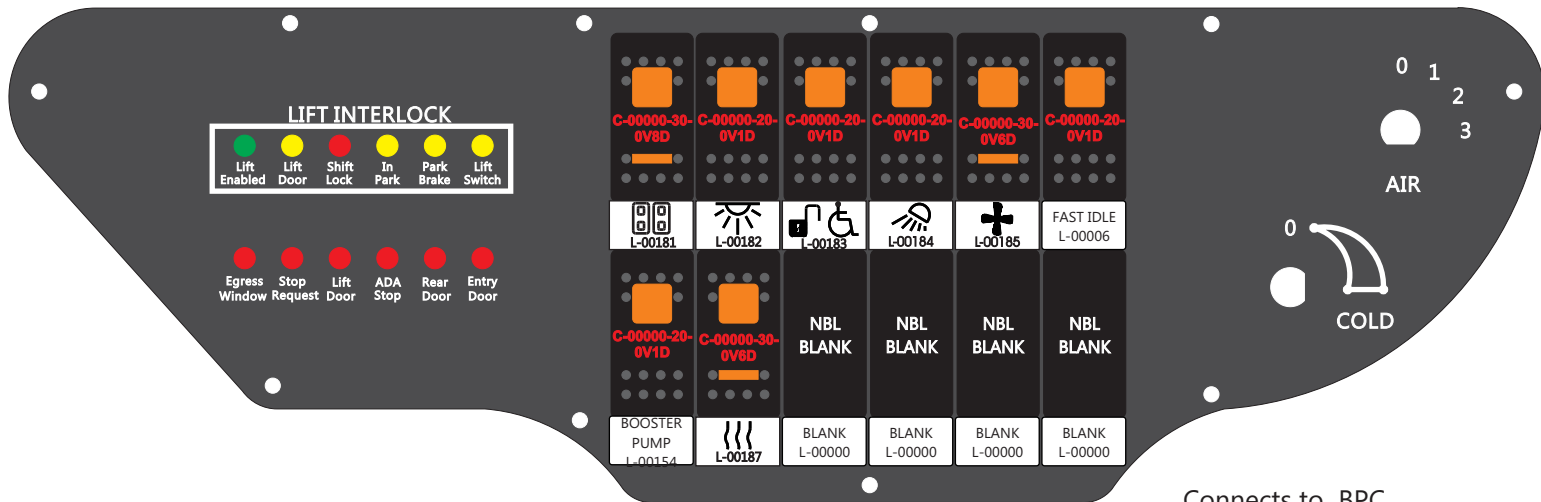 LIFT INTERLOCK
Lift Enabled
Lift Door
Shift Lock
In Park
Park Brake
Lift Switch
Egress Window
Stop Request
Lift Door
ADA Stop
Rear Door
Entry Door
C-00000-30-
0V8D
C-00000-20-
0V1D
C-00000-20-
0V1D
C-00000-20-
0V1D
C-00000-30-
0V6D
C-00000-20-
0V1D
L-00181
L-00182
L-00183
L-00184
L-00185
FAST IDLE
L-00006
C-00000-20-
0V1D
C-00000-30-
0V6D
NBL
BLANK
NBL
BLANK
NBL
BLANK
NBL
BLANK
BOOSTER
PUMP
L-00154
L-00187
BLANK
L-00000
BLANK
L-00000
BLANK
L-00000
BLANK
L-00000
0
1
2
3
AIR
0
COLD
Connects to BPC